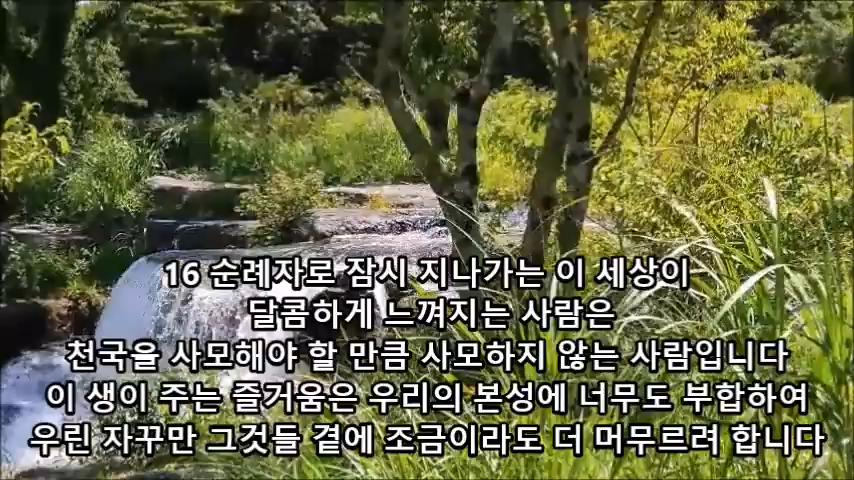 16 순례자로 잠시 지나가는 이 세상이
달콤하게 느껴지는 사람은
천국을 사모해야 할 만큼 사모하지 않는 사람입니다
이 생이 주는 즐거움은 우리의 본성에 너무도 부합하여
우린 자꾸만 그것들 곁에 조금이라도 더 머무르려 합니다